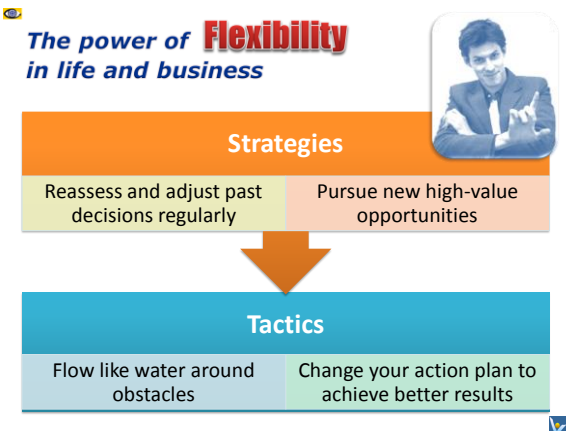 The power of Flexibility
in life and business
Strategies
Reassess and adjust past
decisions regularly
Pursue new high-value
opportunities
Tactics
Flow like water around
obstacles
Change your action plan to
achieve better results